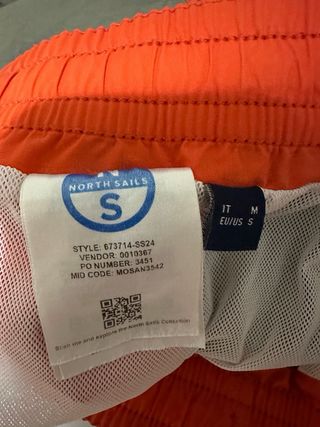 N
NORTH SAILS
S
STYLE: 673714-SS24
VENDOR: 0010367
PO NUMBER: 3451
MID CODE: MOSAN3542
Scan me and explore the North Sails Collection
IT M
EU/US S